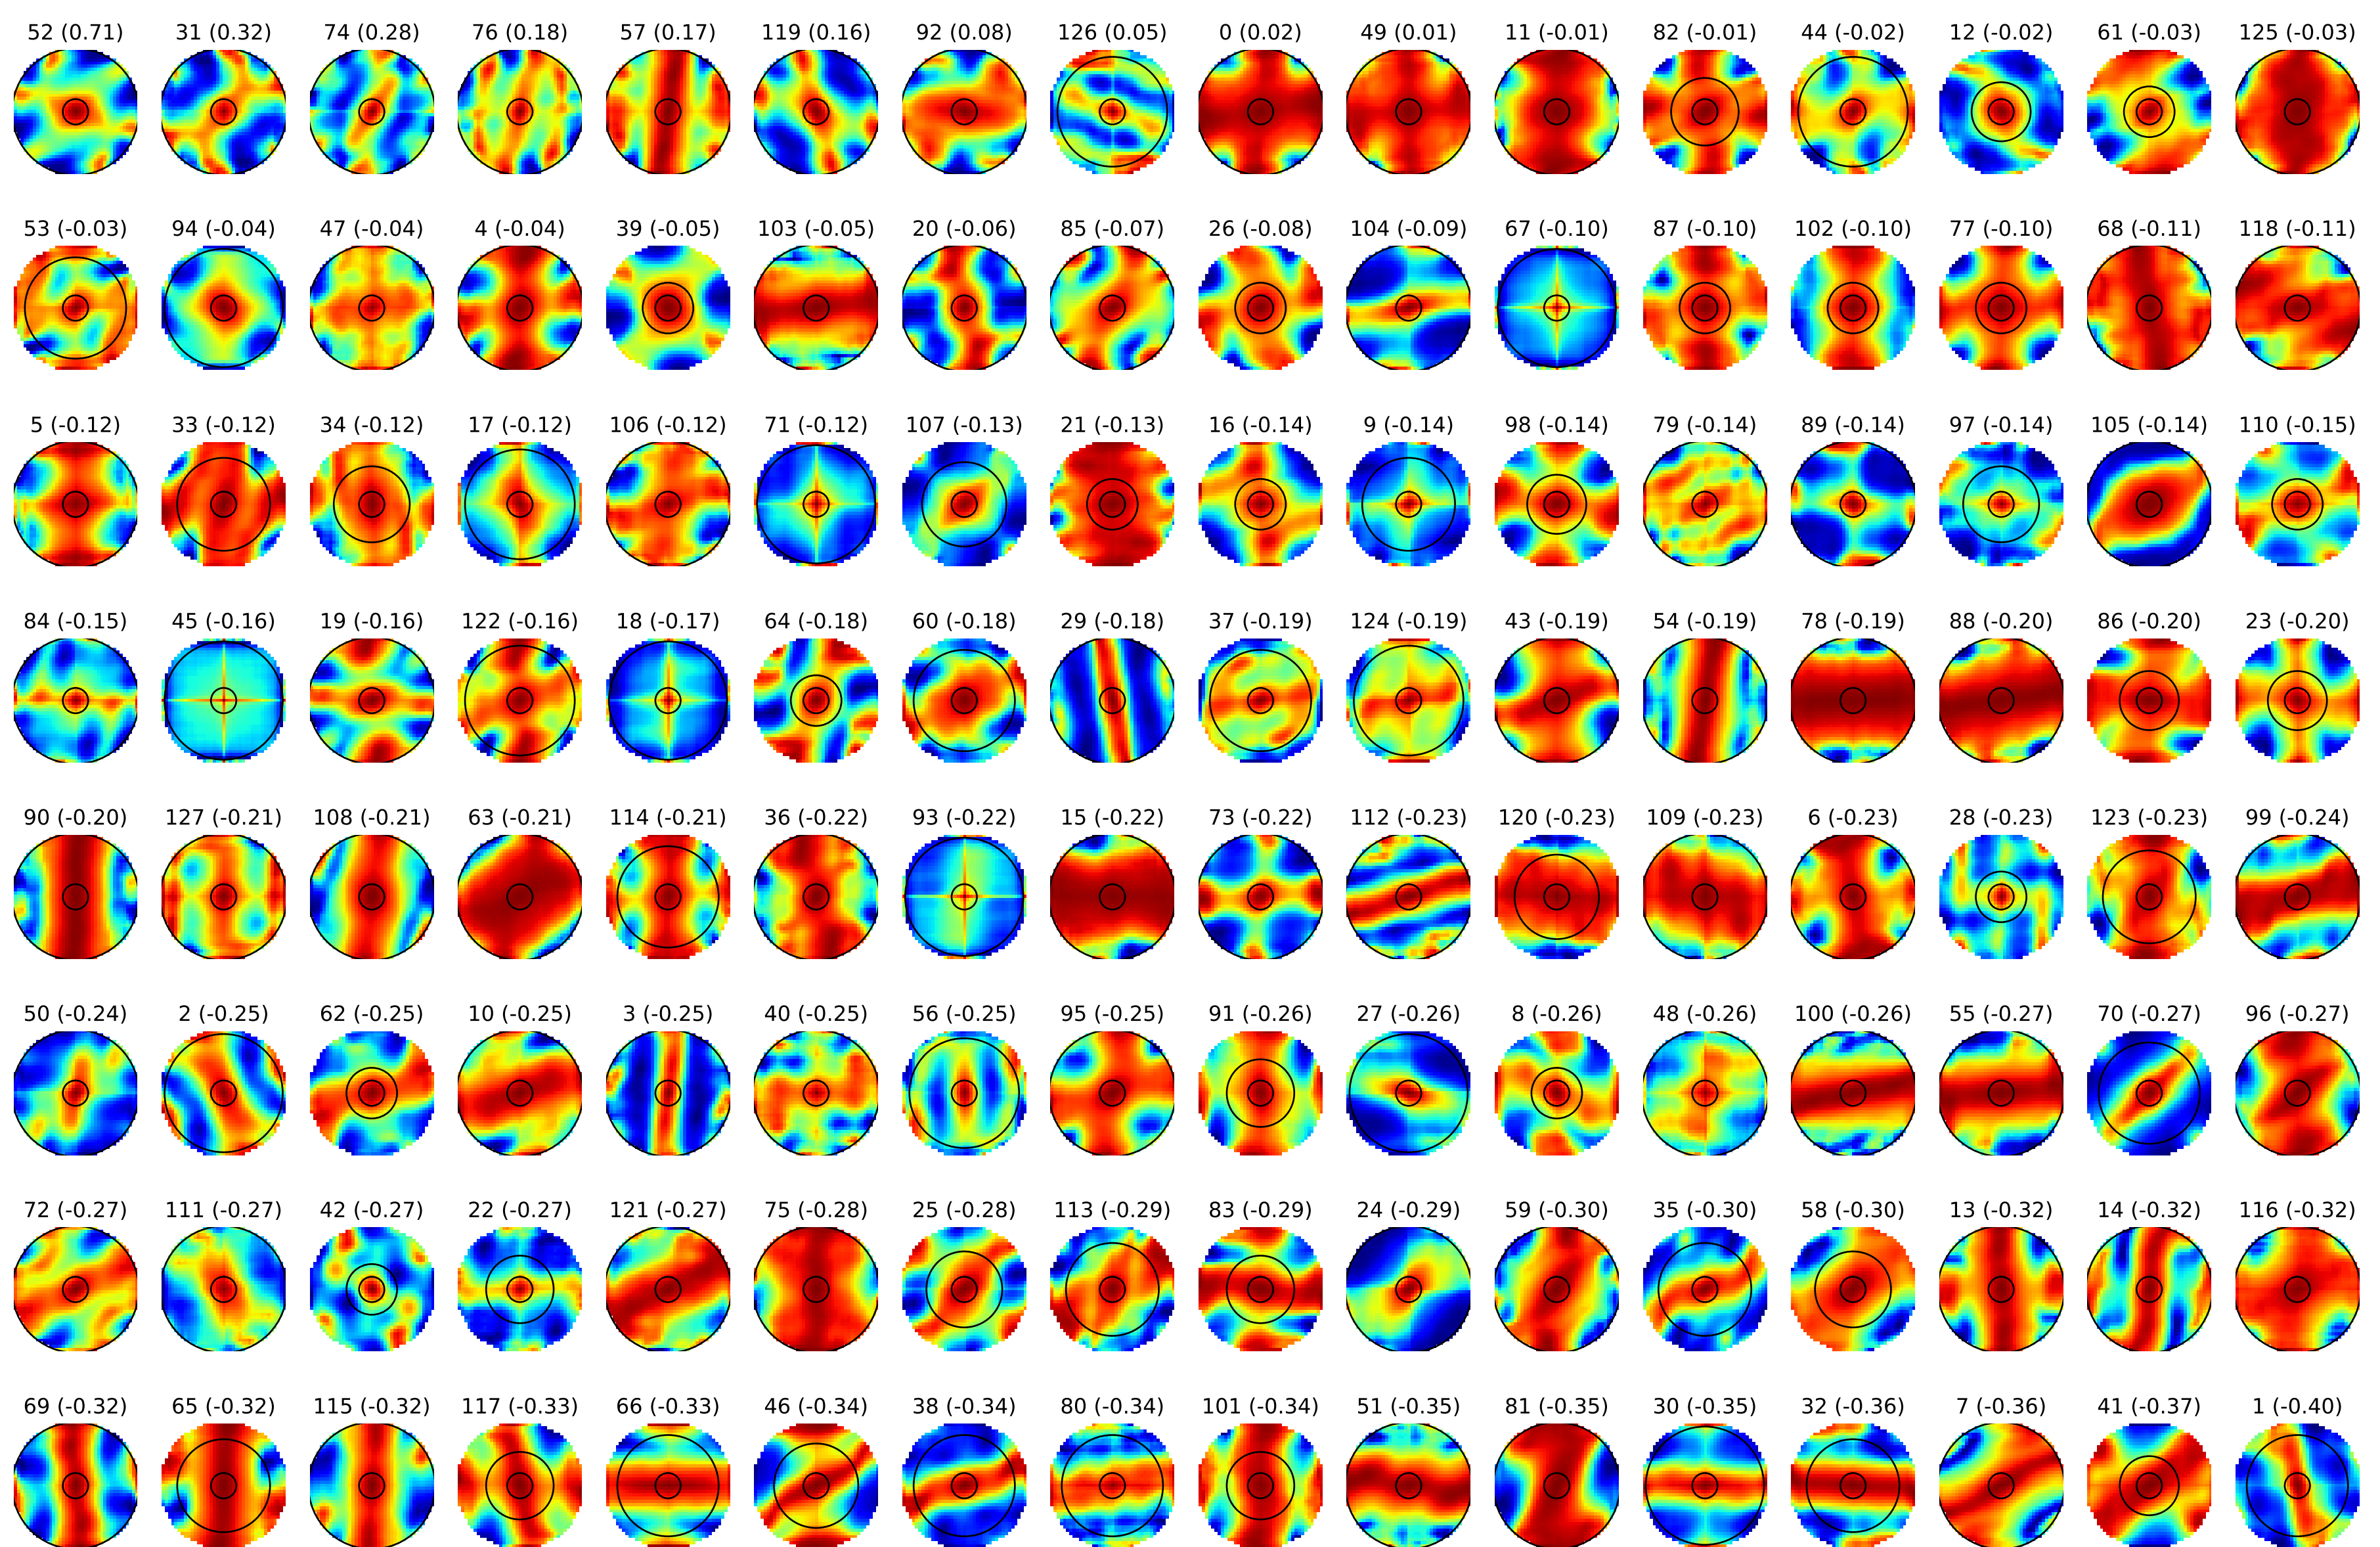 52 (0.71) 31 (0.32) 74 (0.28) 76 (0.18) 57 (0.17) 119 (0.16) 92 (0.08) 126 (0.05) 0 (0.02) 49 (0.01) 11 (-0.01) 82 (-0.01) 44 (-0.02) 12 (-0.02) 61 (-0.03) 125 (-0.03)
53 (-0.03) 94 (-0.04) 47 (-0.04) 4 (-0.04) 39 (-0.05) 103 (-0.05) 20 (-0.06) 85 (-0.07) 26 (-0.08) 104 (-0.09) 67 (-0.10) 87 (-0.10) 102 (-0.10) 77 (-0.10) 68 (-0.11) 118 (-0.11)
5 (-0.12) 33 (-0.12) 34 (-0.12) 17 (-0.12) 106 (-0.12) 71 (-0.12) 107 (-0.13) 21 (-0.13) 16 (-0.14) 9 (-0.14) 98 (-0.14) 79 (-0.14) 89 (-0.14) 97 (-0.14) 105 (-0.14) 110 (-0.15)
84 (-0.15) 45 (-0.16) 19 (-0.16) 122 (-0.16) 18 (-0.17) 64 (-0.18) 60 (-0.18) 29 (-0.18) 37 (-0.19) 124 (-0.19) 43 (-0.19) 54 (-0.19) 78 (-0.19) 88 (-0.20) 86 (-0.20) 23 (-0.20)
90 (-0.20) 127 (-0.21) 108 (-0.21) 63 (-0.21) 114 (-0.21) 36 (-0.22) 93 (-0.22) 15 (-0.22) 73 (-0.22) 112 (-0.23) 120 (-0.23) 109 (-0.23) 6 (-0.23) 28 (-0.23) 123 (-0.23) 99 (-0.24)
50 (-0.24) 2 (-0.25) 62 (-0.25) 10 (-0.25) 3 (-0.25) 40 (-0.25) 56 (-0.25) 95 (-0.25) 91 (-0.26) 27 (-0.26) 8 (-0.26) 48 (-0.26) 100 (-0.26) 55 (-0.27) 70 (-0.27) 96 (-0.27)
72 (-0.27) 111 (-0.27) 42 (-0.27) 22 (-0.27) 121 (-0.27) 75 (-0.28) 25 (-0.28) 113 (-0.29) 83 (-0.29) 24 (-0.29) 59 (-0.30) 35 (-0.30) 58 (-0.30) 13 (-0.32) 14 (-0.32) 116 (-0.32)
69 (-0.32) 65 (-0.32) 115 (-0.32) 117 (-0.33) 66 (-0.33) 46 (-0.34) 38 (-0.34) 80 (-0.34) 101 (-0.34) 51 (-0.35) 81 (-0.35) 30 (-0.35) 32 (-0.36) 7 (-0.36) 41 (-0.37) 1 (-0.40)